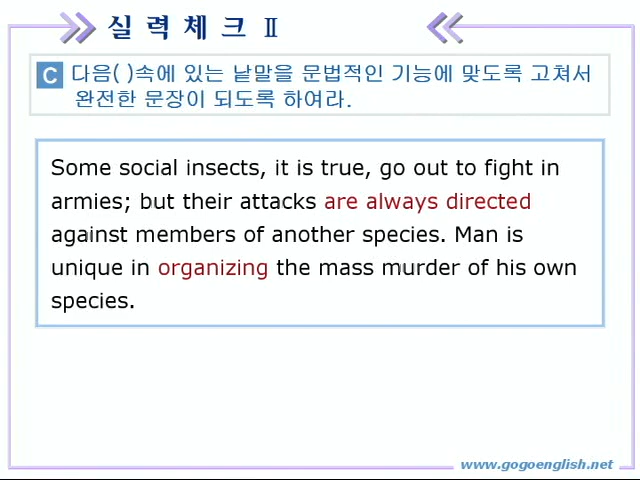 실 력 체 크 Ⅱ
C 다음( )속에 있는 낱말을 문법적인 기능에 맞도록 고쳐서
완전한 문장이 되도록 하여라.
Some social insects, it is true, go out to fight in
armies; but their attacks are always directed
against members of another species. Man is
unique in organizing the mass murder of his own
species.
www.gogoenglish.net